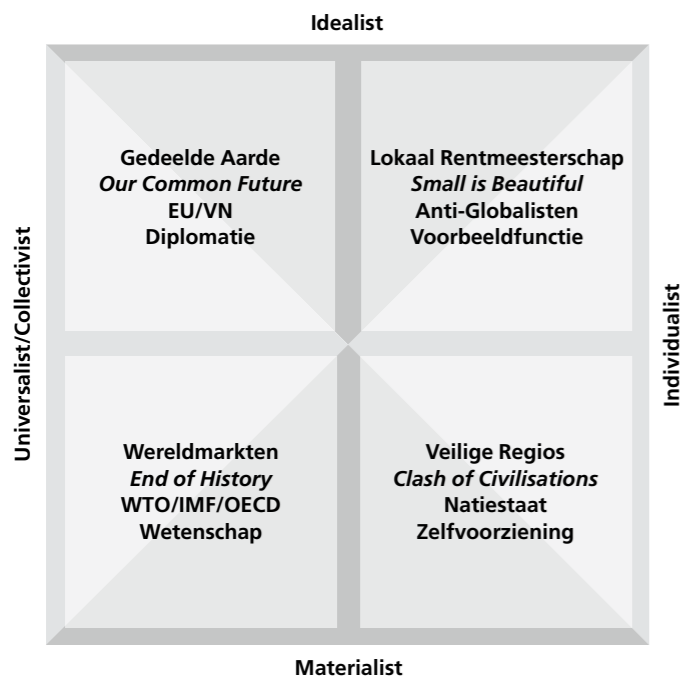 Idealist
Gedeelde Aarde
Our Common Future
EU/VN
Diplomatie
Lokaal Rentmeesterschap
Small is Beautiful
Anti-Globalisten
Voorbeeldfunctie
Universalist/Collectivist
Individualist
Wereldmarkten
End of History
WTO/IMF/OECD
Wetenschap
Veilige Regios
Clash of Civilisations
Natiestaat
Zelfvoorziening
Materialist